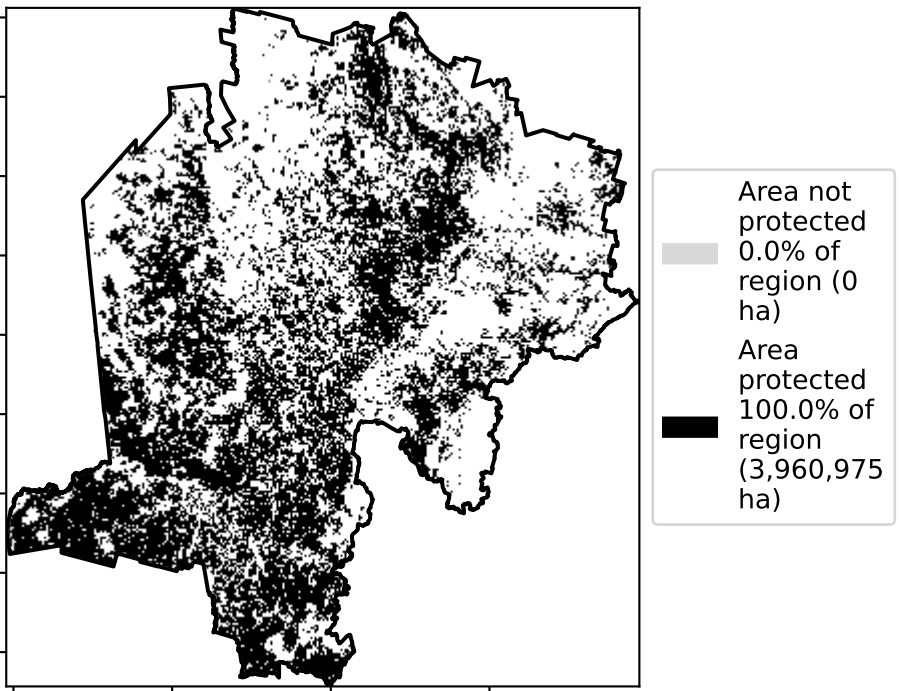 Area not
protected
0.0% of
region (0
ha)
Area
protected
100.0% of
region
(3,960,975
ha)